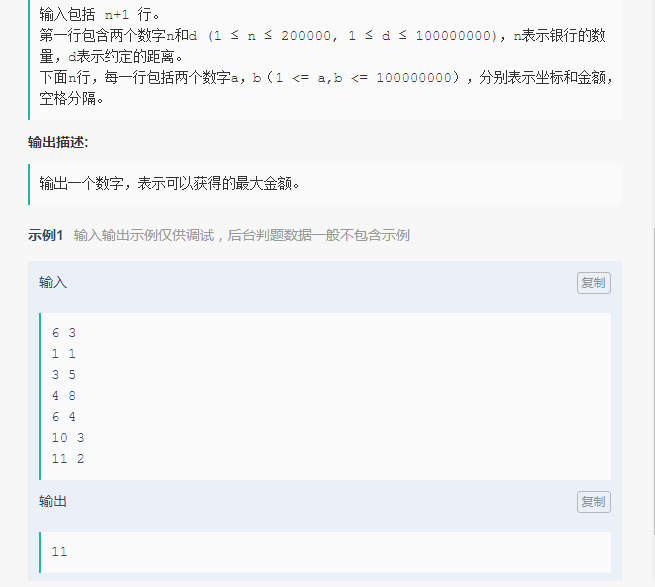 输入包括 n+1 行。
第一行包含两个数字n和d (1 ≤ n ≤ 200000, 1 ≤ d ≤ 100000000), n表示银行的数
量，d表示约定的距离。
下面n行，每一行包括两个数字a，b（1 <= a,b <= 100000000），分别表示坐标和金额，
空格分隔。
输出描述:
输出一个数字，表示可以获得的最大金额。
示例1 输入输出示例仅供调试，后台判题数据一般不包含示例
输入
复制
6 3
1 1
3 5
4 8
6 4
10 3
11 2
输出
复制
11